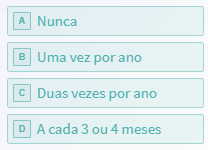 A Nunca
B Uma vez por ano
C Duas vezes por ano
D A cada 3 ou 4 meses